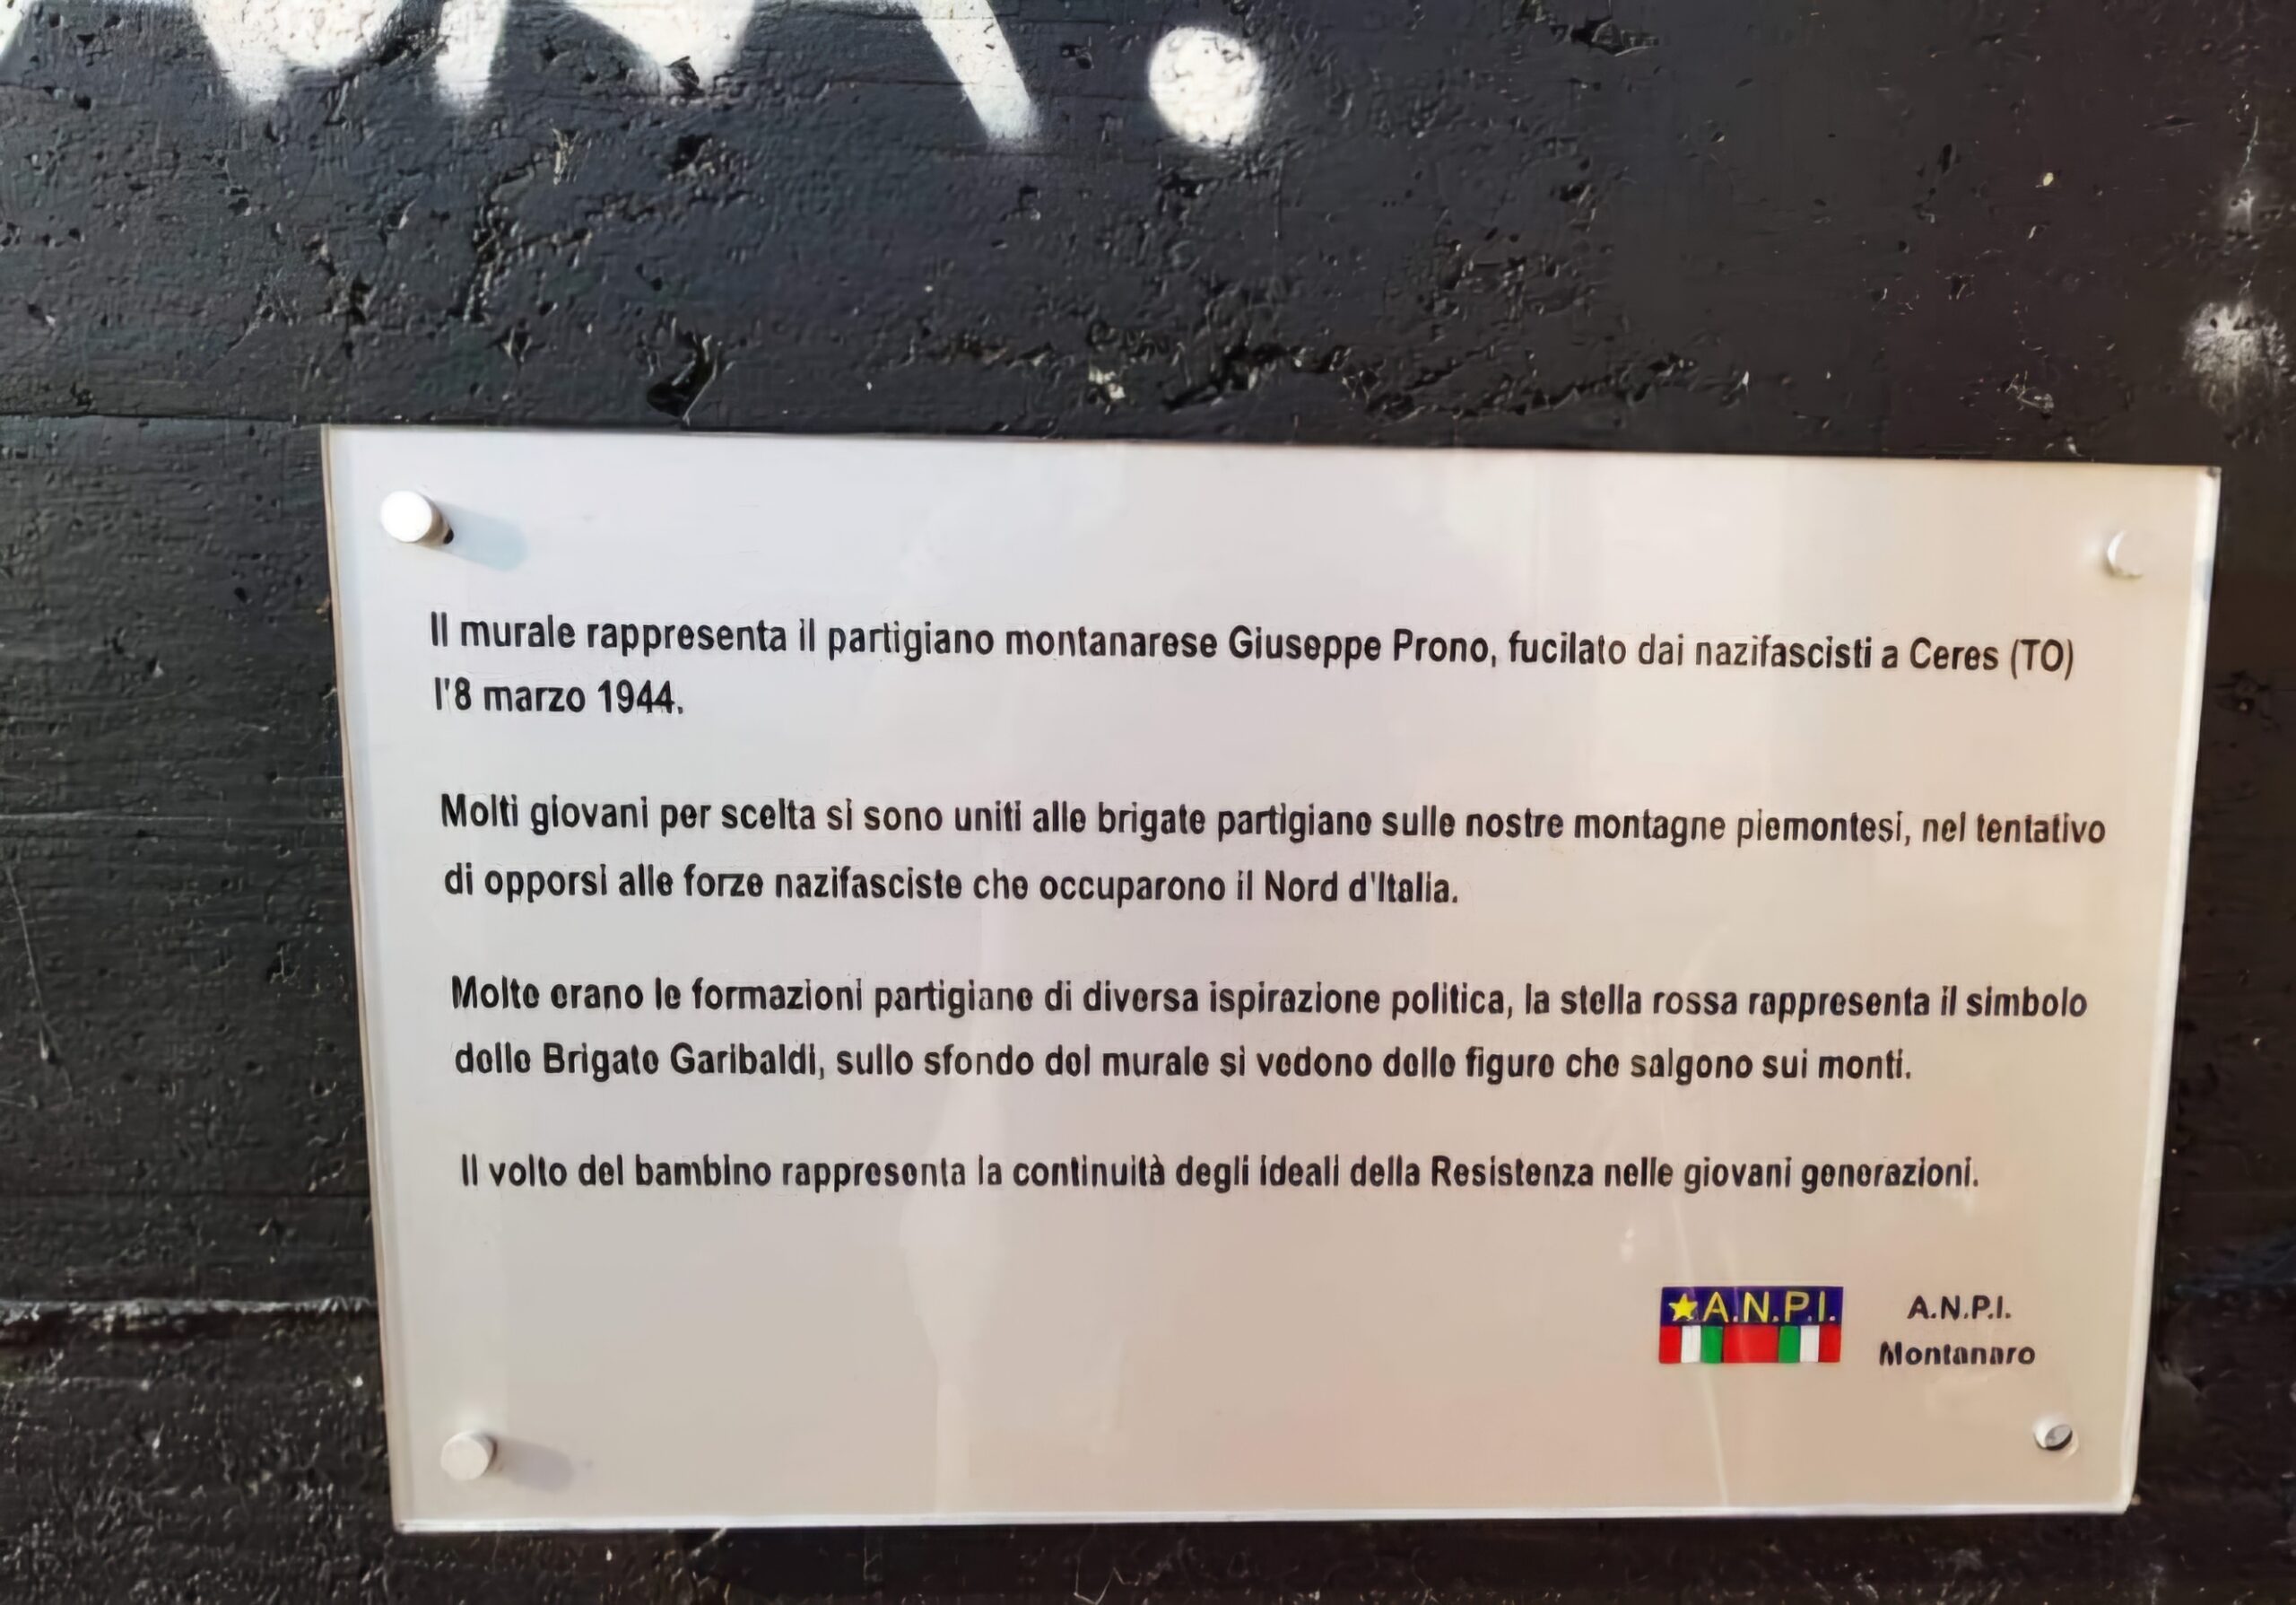 Il murale rappresenta il partigiano montanarese Giuseppe Prono, fucilato dai nazifascisti a Ceres (TO)
l'8 marzo 1944.
Molti giovani per scelta si sono uniti alle brigate partigiane sulle nostre montagne piemontesi, nel tentativo
di opporsi alle forze nazifasciste che occuparono il Nord d'Italia.
Molte erano le formazioni partigiane di diversa ispirazione politica, la stella rossa rappresenta il simbolo
delle Brigate Garibaldi, sullo sfondo del murale si vedono delle figure che salgono sui monti.
Il volto del bambino rappresenta la continuità degli ideali della Resistenza nelle giovani generazioni.
A.N.P.I. A.N.P.I.
Montanaro